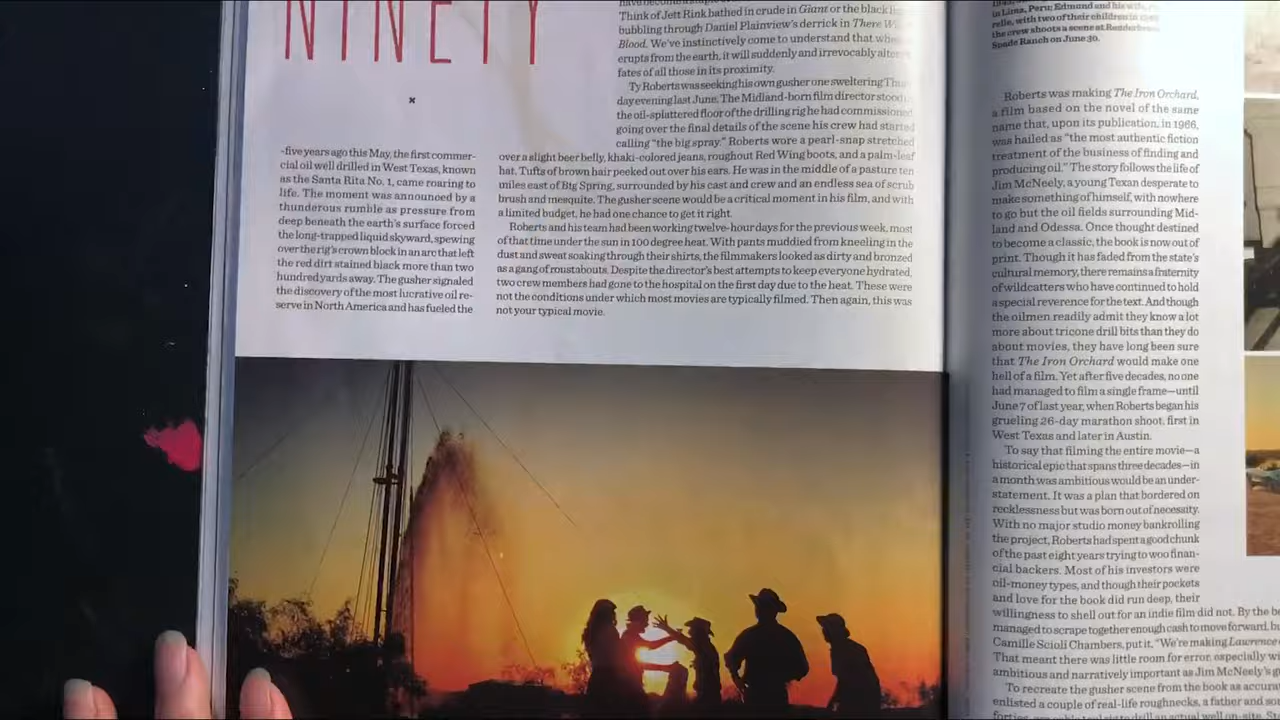 NINETY
-five years ago this May, the first commer-
cial oil well drilled in West Texas, known
as the Santa Rita No. 1, came roaring to
life. The moment was announced by a
thunderous rumble as pressure from
deep beneath the earth's surface forced
the long-trapped liquid skyward, spewing
over the rig's crown block in an arc that left
the red dirt stained black more than two
hundred yards away. The gusher signaled
the discovery of the most lucrative oil re-
serve in North America and has fueled the
Think of Jett Rink bathed in crude in Giant or the black
bubbling through Daniel Plainview's derrick in There
Blood. We've instinctively come to understand that
erupts from the earth, it will suddenly and irrevocably
fates of all those in its proximity.
Ty Roberts was seeking his own gusher one sweltering
day evening last June. The Midland-born film director stood
the oil-splattered floor of the drilling rig he had commissioned,
going over the final details of the scene his crew had started
calling "the big spray." Roberts wore a pearl-snap stretched
over a slight beer belly, khaki-colored jeans, roughout Red Wing boots, and a palm-leaf
hat. Tufts of brown hair peeked out over his ears. He was in the middle of a pasture ten
miles east of Big Spring, surrounded by his cast and crew and an endless sea of scrub
brush and mesquite. The gusher scene would be a critical moment in his film, and with
a limited budget, he had one chance to get it right.
Roberts and his team had been working twelve-hour days for the previous week, most
of that time under the sun in 100 degree heat. With pants muddied from kneeling in the
dust and sweat soaking through their shirts, the filmmakers looked as dirty and bronzed
as a gang of roustabouts. Despite the director's best attempts to keep everyone hydrated,
two crew members had gone to the hospital on the first day due to the heat. These were
not the conditions under which most movies are typically filmed. Then again, this was
not your typical movie.
in Lima, Peru; Edmund and his wife,
relle, with two of their children in
the crew shoots a scene at Redderson
Spade Ranch on June 30.
Roberts was making The Iron Orchard,
a film based on the novel of the same
name that, upon its publication, in 1966,
was hailed as "the most authentic fiction
treatment of the business of finding and
producing oil." The story follows the life of
Jim McNeely, a young Texan desperate to
make something of himself, with nowhere
to go but the oil fields surrounding Mid-
land and Odessa. Once thought destined
to become a classic, the book is now out of
print. Though it has faded from the state's
cultural memory, there remains a fraternity
of wildcatters who have continued to hold
a special reverence for the text. And though
the oilmen readily admit they know a lot
more about tricone drill bits than they do
about movies, they have long been sure
that The Iron Orchard would make one
hell of a film. Yet after five decades, no one
had managed to film a single frame—until
June 7 of last year, when Roberts began his
grueling 26-day marathon shoot, first in
West Texas and later in Austin.
To say that filming the entire movie—a
historical epic that spans three decades—in
a month was ambitious would be an under-
statement. It was a plan that bordered on
recklessness but was born out of necessity.
With no major studio money bankrolling
the project, Roberts had spent a good chunk
of the past eight years trying to woo finan-
cial backers. Most of his investors were
oil-money types, and though their pockets
and love for the book did run deep, their
willingness to shell out for an indie film did not. By the
managed to scrape together enough cash to move forward,
Camille Scioli Chambers, put it, "We're making Lawrence
That meant there was little room for error, especially
ambitious and narratively important as Jim McNeely's
To recreate the gusher scene from the book as
enlisted a couple of real-life roughnecks, a father and
to drill an actual well on-site.